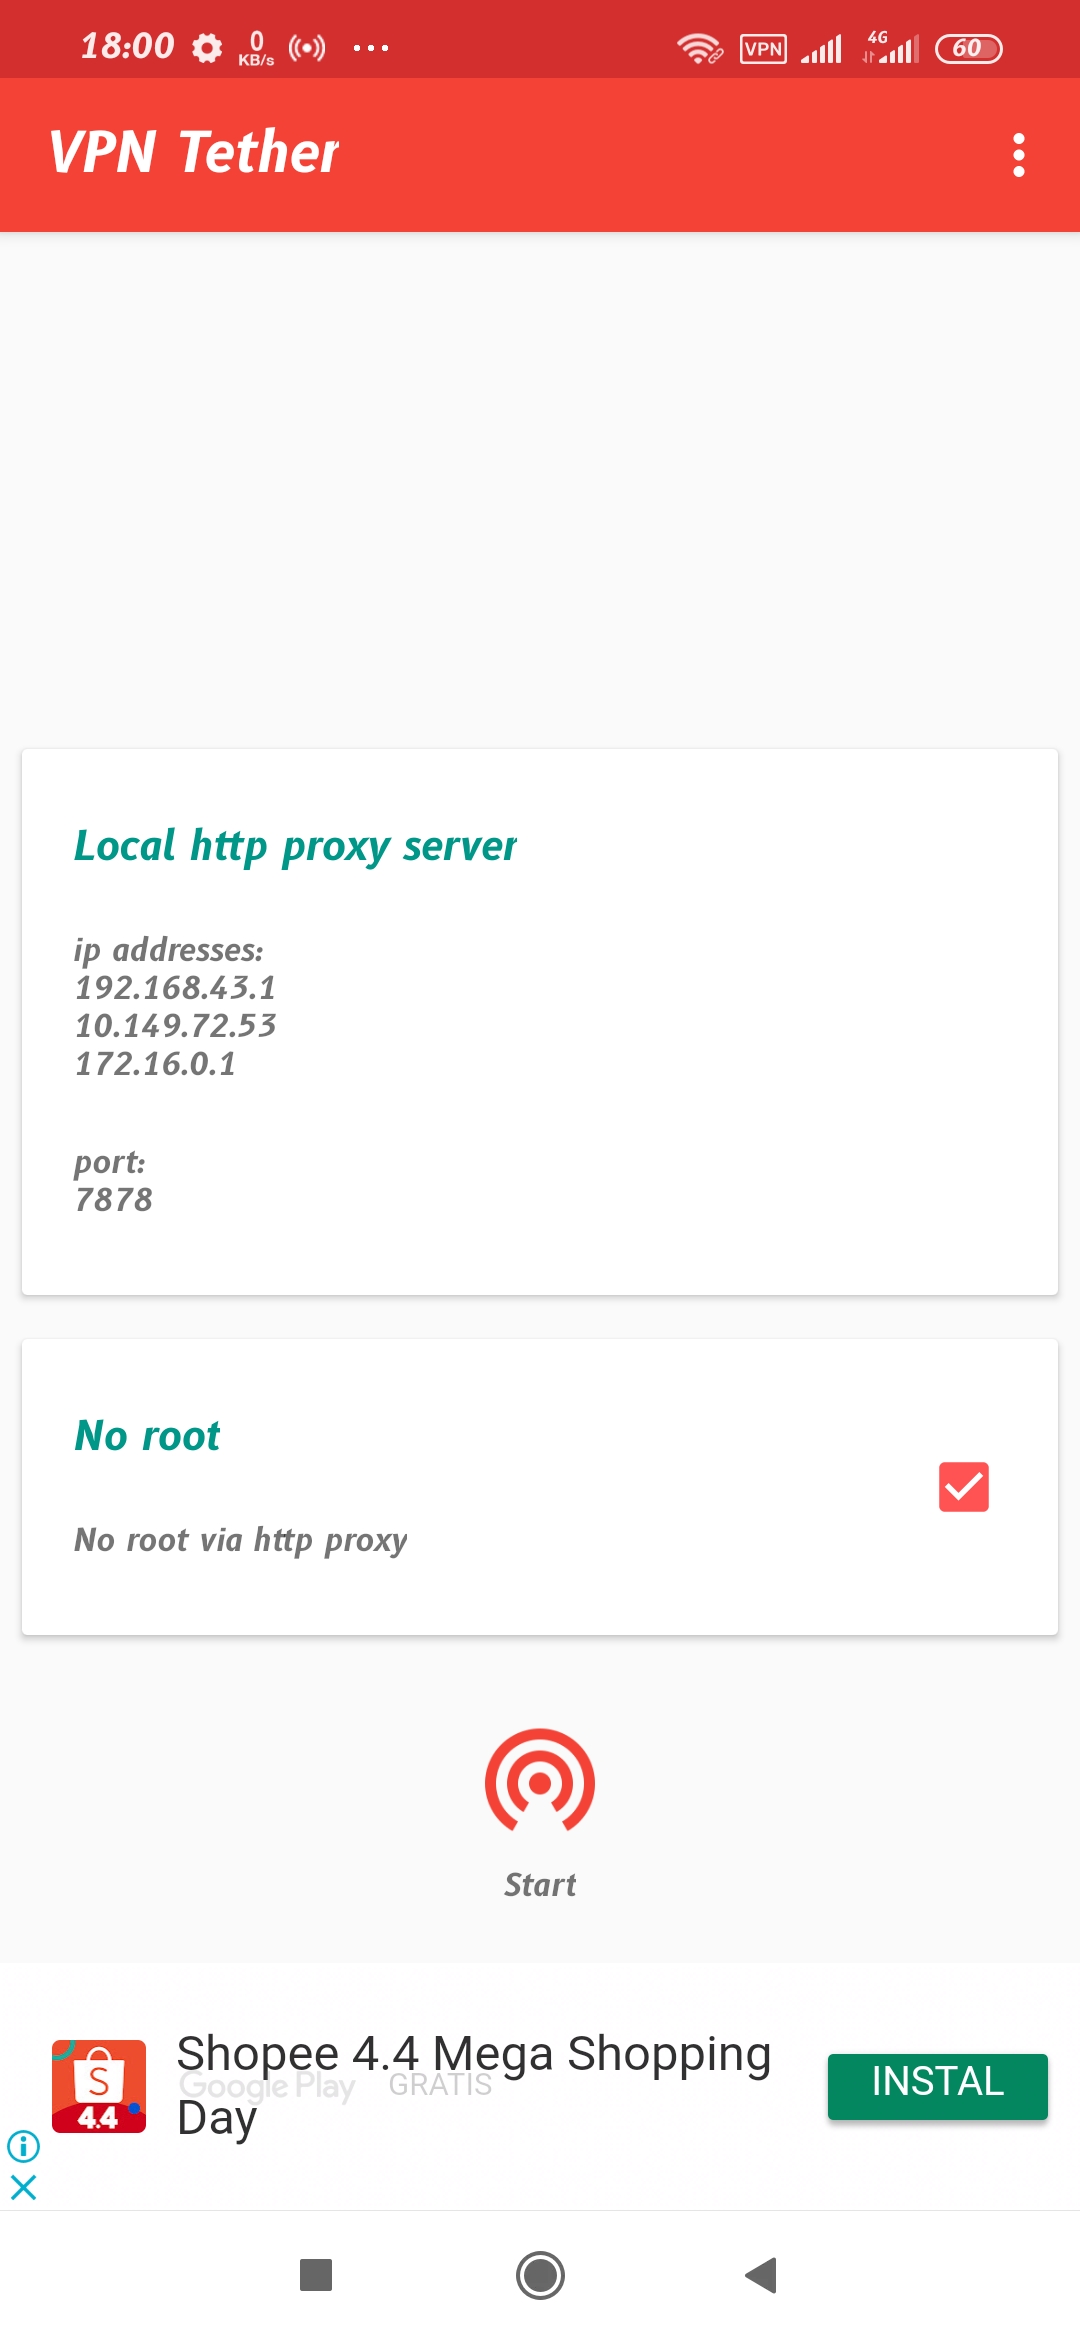 18:00
0
KB/s
VPN
4G
60
VPN Tether
Local http proxy server
ip addresses:
192.168.43.1
10.149.72.53
172.16.0.1
port:
7878
No root
No root via http proxy
Start
Shopee 4.4 Mega Shopping
Google Play GRATIS
Day
INSTAL
S
4.4